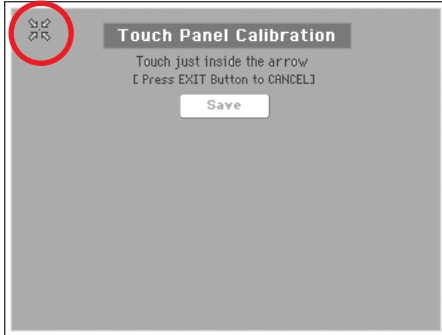 Touch Panel Calibration
Touch just inside the arrow
[ Press EXIT Button to CANCEL]
Save